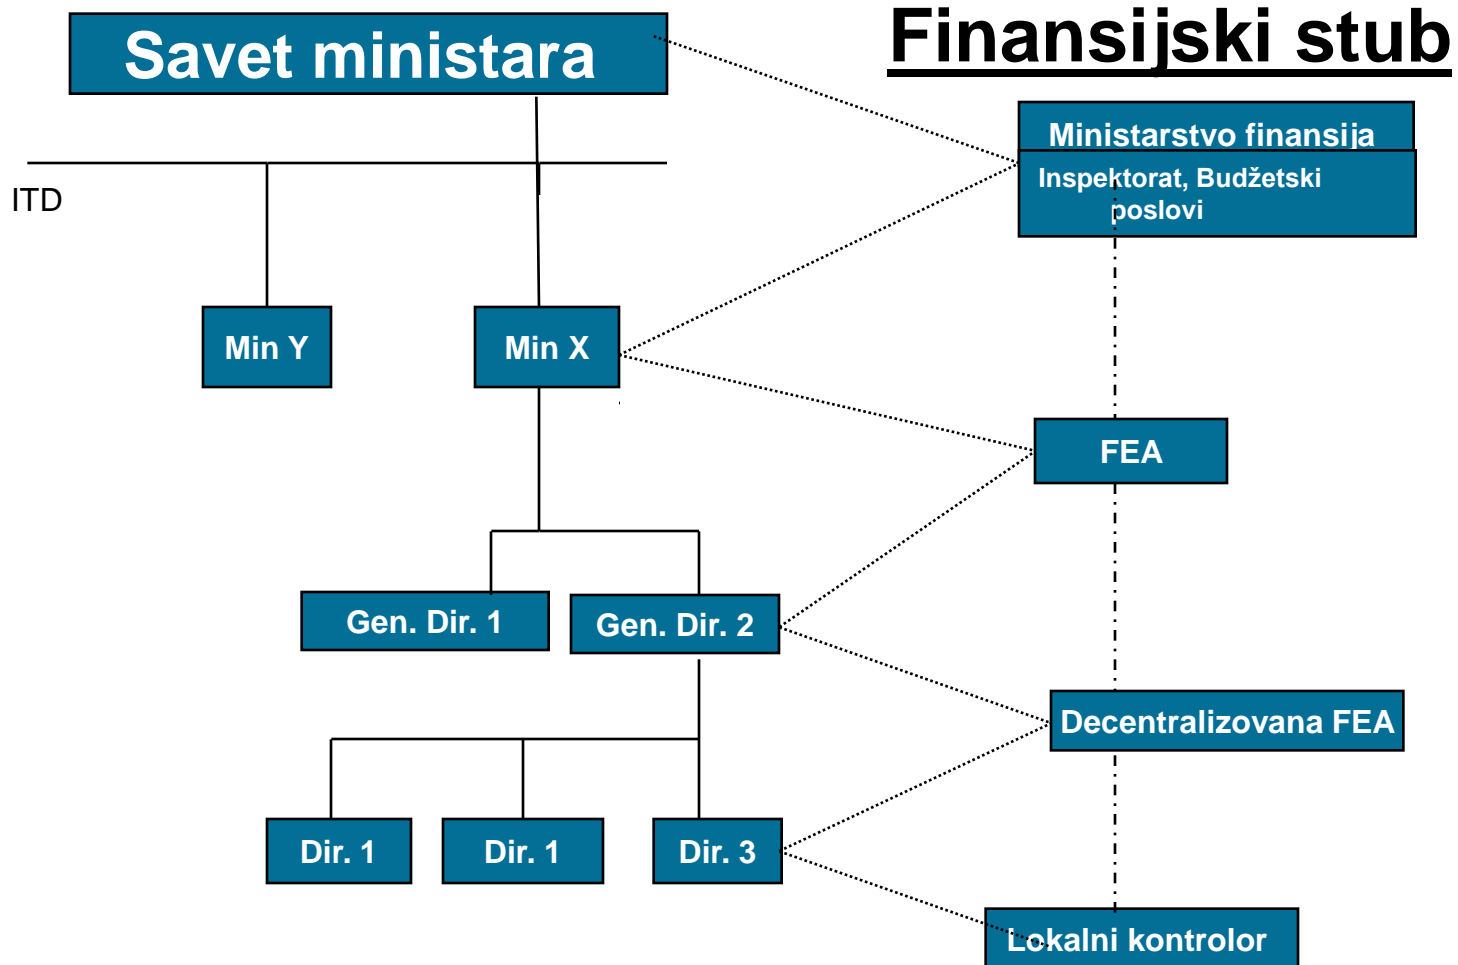 Finansijski stub
Savet ministara
Ministarstvo finansija
Inspektorat, Budžetski
poslovi
ITD
Min Y
Min X
FEA
Gen. Dir. 1
Gen. Dir. 2
Decentralizovana FEA
Dir. 1
Dir. 1
Dir. 3
Lokalni kontrolor